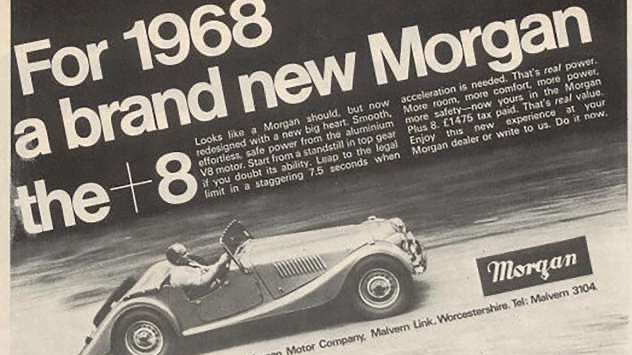 For 1968
a brand new Morgan
the +8
Looks like a Morgan should, but now
redesigned with a new big heart. Smooth,
effortless, safe power from the aluminium
V8 motor. Start from a standstill in top gear
if you doubt its ability. Leap to the legal
limit in a staggering 7.5 seconds when
acceleration is needed. That's real power.
More room, more comfort, more power,
more safety—now yours in the Morgan
Plus 8. £1475 tax paid. That's real value.
Enjoy this new experience at your
Morgan dealer or write to us. Do it now.
Morgan
Motor Company, Malvern Link. Worcestershire. Tel: Malvern 3104.